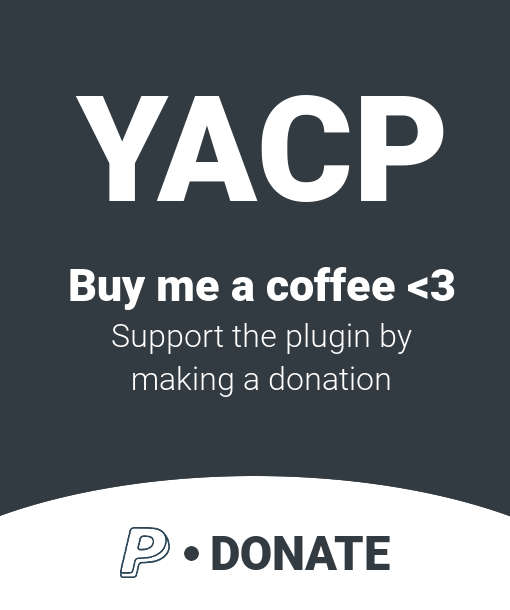 YACP
Buy me a coffee <3
Support the plugin by
making a donation
P • DONATE